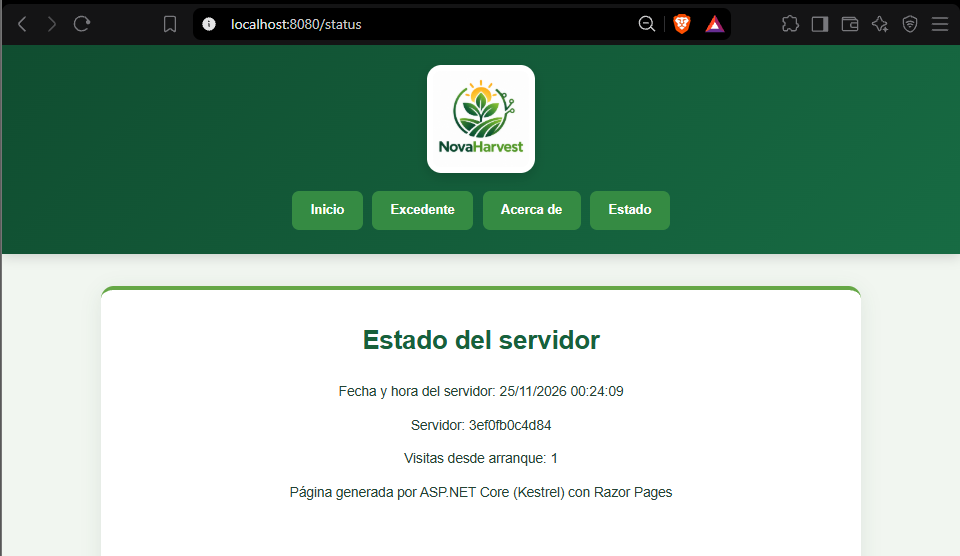 localhost:8080/status
NovaHarvest
Inicio Excedente Acerca de Estado
Estado del servidor
Fecha y hora del servidor: 25/11/2026 00:24:09
Servidor: 3ef0fb0c4d84
Visitas desde arranque: 1
Página generada por ASP.NET Core (Kestrel) con Razor Pages